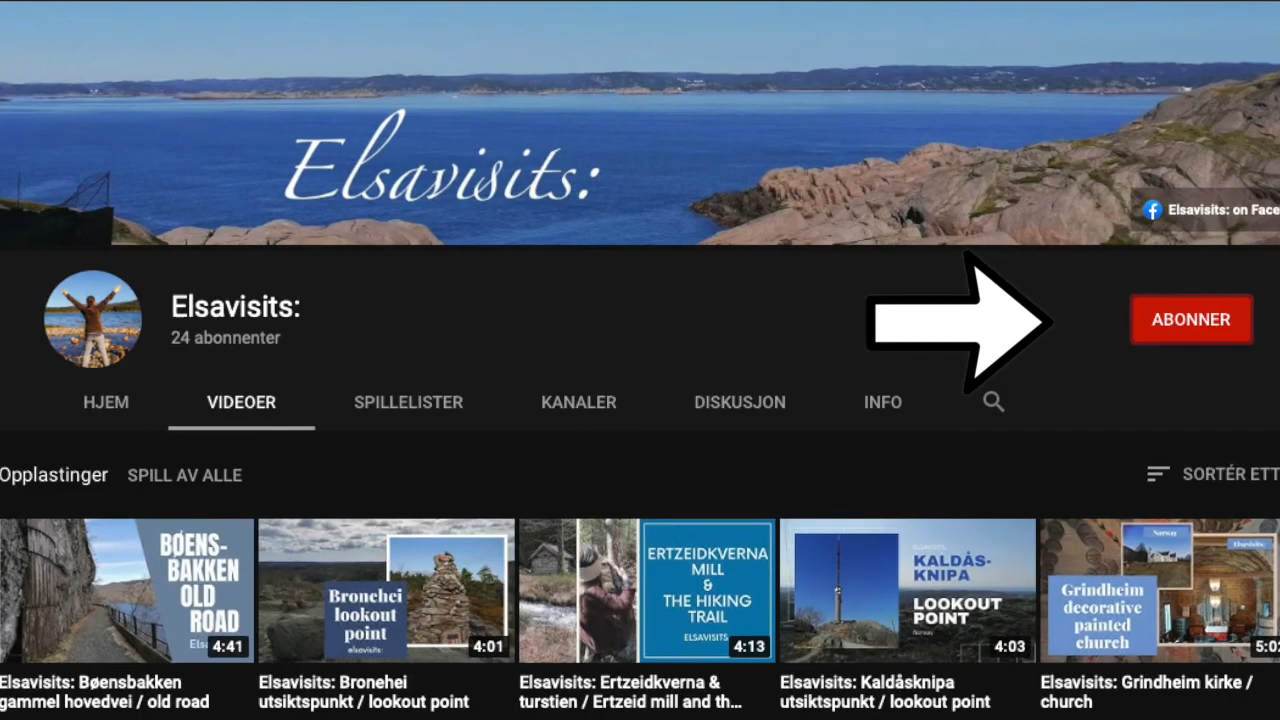 Elsavisits:
Elsavisits: on Face
Elsavisits:
24 abonnenter
ABONNER
HJEM VIDEOER SPILLELISTER KANALER DISKUSJON INFO
Opplastinger SPILL AV ALLE
SORTÉR ETT
BØENS-
BAKKEN
OLD
ROAD
4:41
Bronehei
lookout
point
elsavisits:
4:01
ERTZEIDKVERNA
MILL
&
THE HIKING
TRAIL
ELSAVISITS
4:13
ELSAVISITS
KALDÅS-
KNIPA
LOOKOUT
POINT
Norway
4:03
Norway
Elsavisits
Grindheim
decorative
painted
church
5:02
Elsavisits: Bøensbakken
gammel hovedvei / old road
Elsavisits: Bronehei
utsiktspunkt / lookout point
Elsavisits: Ertzeidkverna &
turstien / Ertzeid mill and th...
Elsavisits: Kaldåsknipa
utsiktspunkt / lookout point
Elsavisits: Grindheim kirke /
church